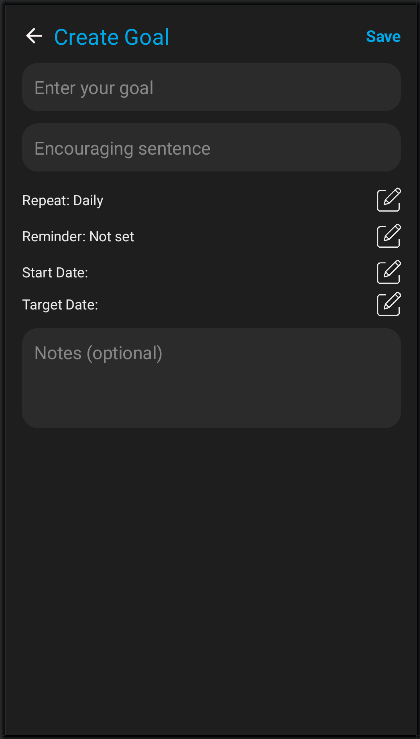 Create Goal
Save
Enter your goal
Encouraging sentence
Repeat: Daily
Reminder: Not set
Start Date:
Target Date:
Notes (optional)